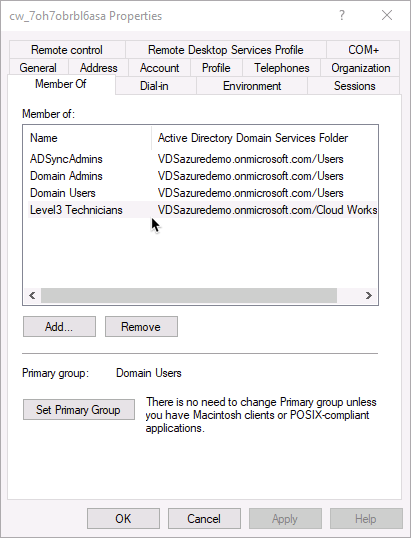 cw_7oh7obrbl6asa Properties
Remote control Remote Desktop Services Profile COM+
General Address Account Profile Telephones Organization
Member Of Dial-in Environment Sessions
Member of:
Name Active Directory Domain Services Folder
ADSyncAdmins VDSazuredemo.onmicrosoft.com/Users
Domain Admins VDSazuredemo.onmicrosoft.com/Users
Domain Users VDSazuredemo.onmicrosoft.com/Users
Level3 Technicians VDSazuredemo.onmicrosoft.com/Cloud Works
Add... Remove
Primary group: Domain Users
Set Primary Group
There is no need to change Primary group unless
you have Macintosh clients or POSIX-compliant
applications.
OK Cancel Apply Help